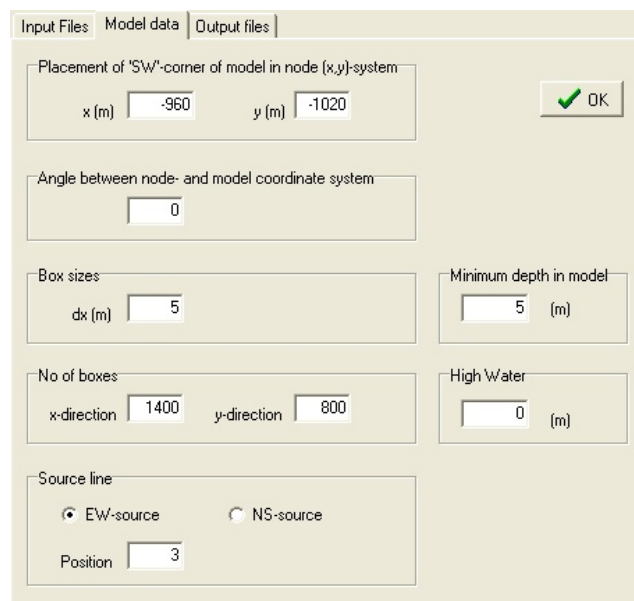 Input Files Model data Output files
Placement of 'SW'-corner of model in node (x,y)-system
x (m) -960 y (m) -1020
OK
Angle between node- and model coordinate system
0
Box sizes
dx (m) 5
Minimum depth in model
5 (m)
No of boxes
x-direction 1400 y-direction 800
High Water
0 (m)
Source line
EW-source NS-source
Position 3